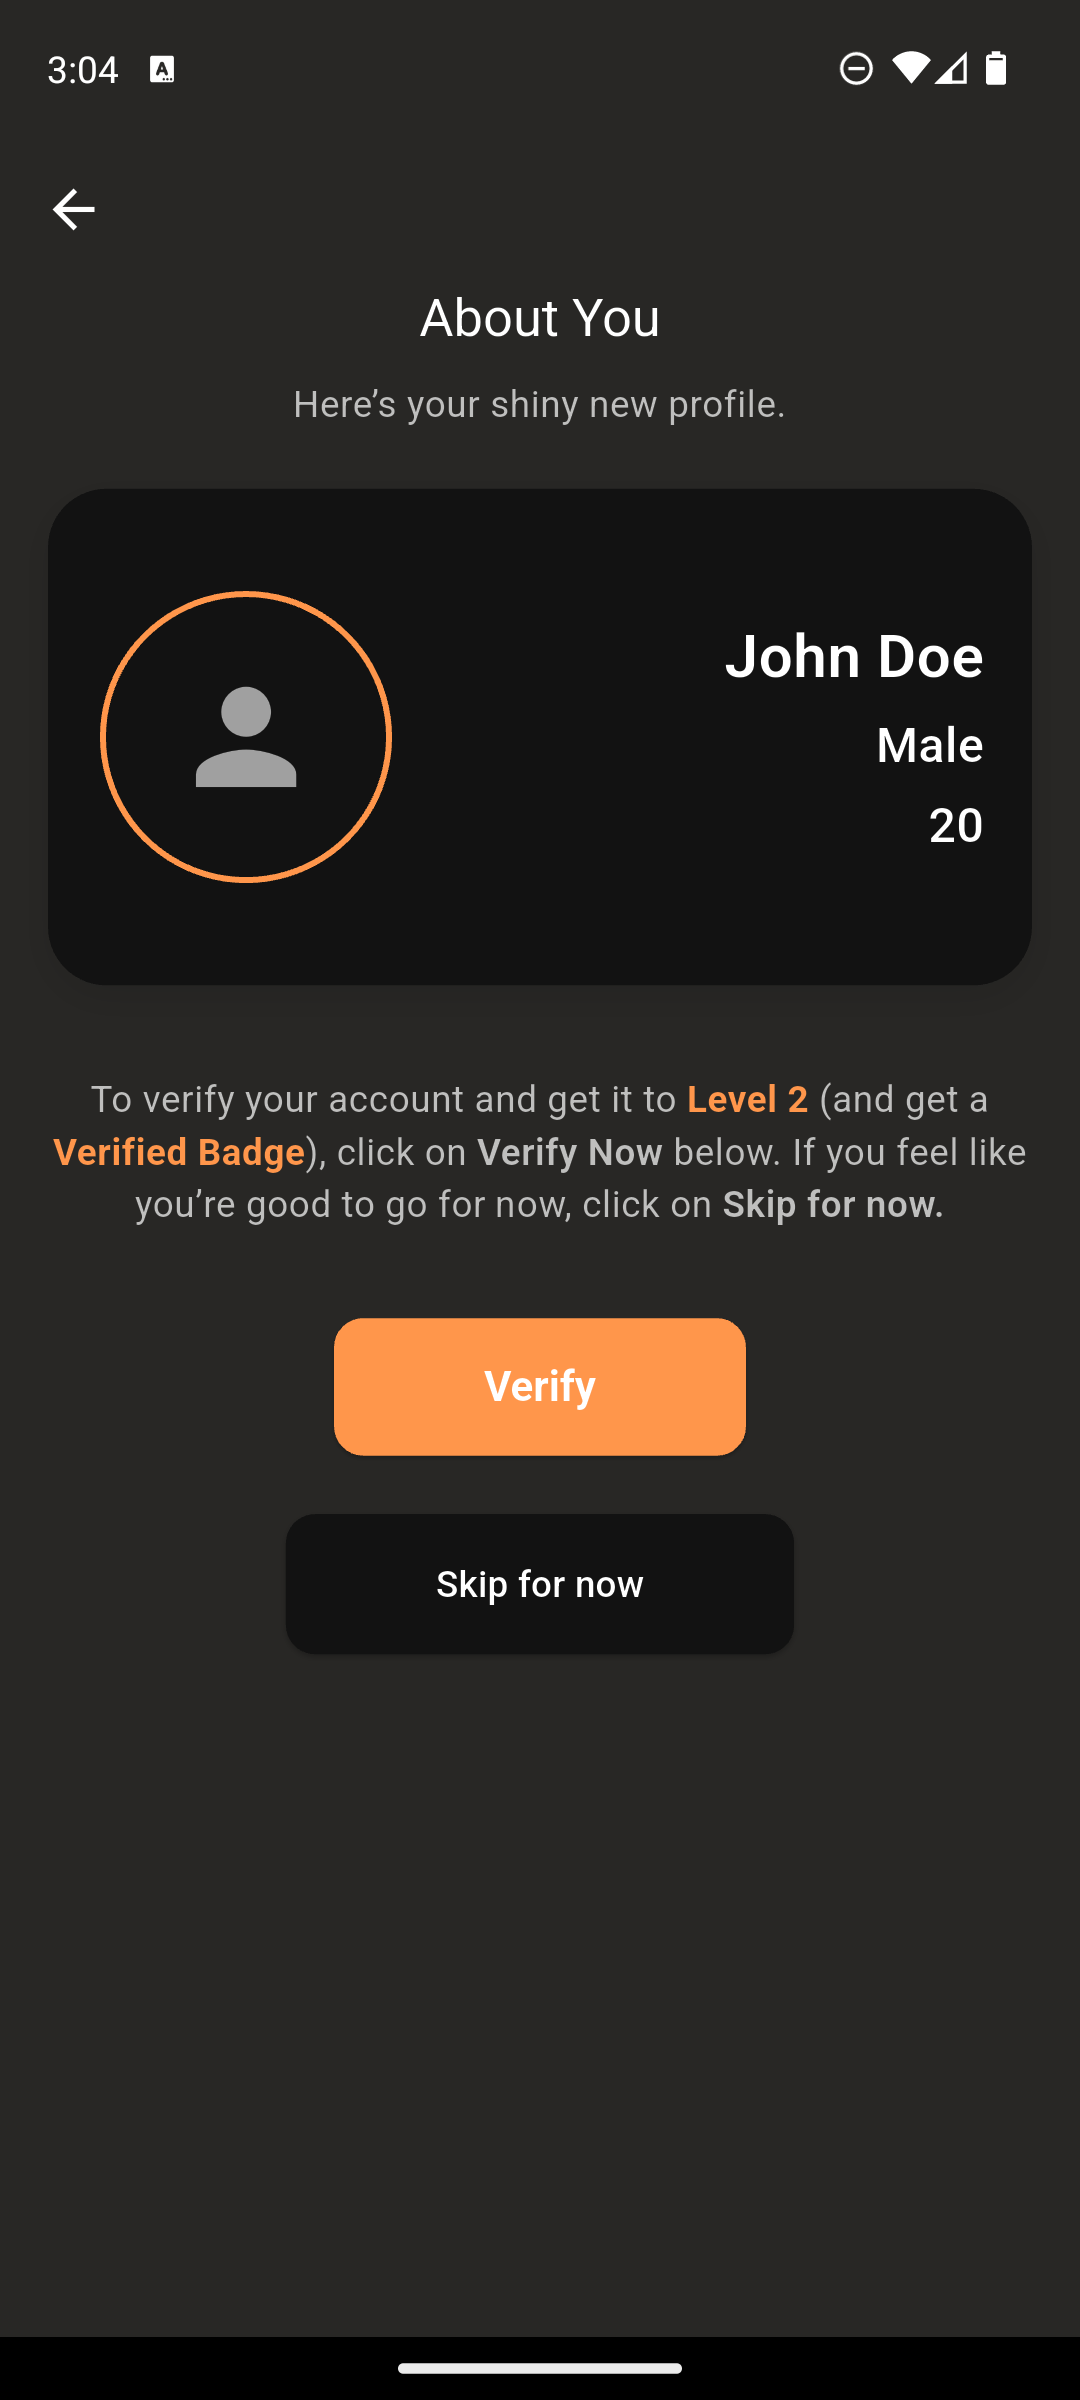 3:04
About You
Here’s your shiny new profile.
John Doe
Male
20
To verify your account and get it to Level 2 (and get a
Verified Badge), click on Verify Now below. If you feel like
you’re good to go for now, click on Skip for now.
Verify
Skip for now